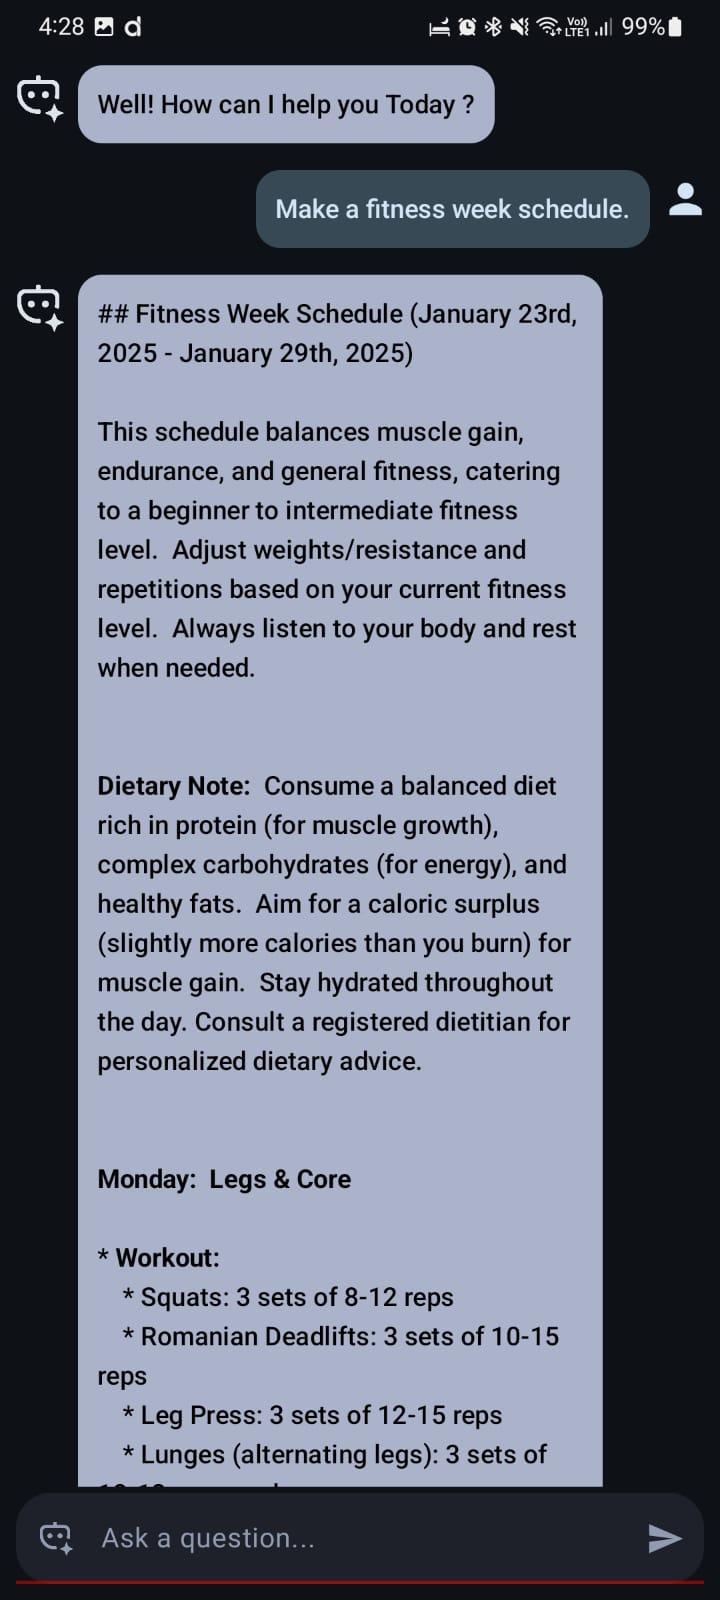 4:28 d Vo)) LTE1 99%
Well! How can I help you Today ?
Make a fitness week schedule.
## Fitness Week Schedule (January 23rd,
2025 - January 29th, 2025)
This schedule balances muscle gain,
endurance, and general fitness, catering
to a beginner to intermediate fitness
level.  Adjust weights/resistance and
repetitions based on your current fitness
level.  Always listen to your body and rest
when needed.
Dietary Note:  Consume a balanced diet
rich in protein (for muscle growth),
complex carbohydrates (for energy), and
healthy fats.  Aim for a caloric surplus
(slightly more calories than you burn) for
muscle gain.  Stay hydrated throughout
the day. Consult a registered dietitian for
personalized dietary advice.
Monday:  Legs & Core
* Workout:
* Squats: 3 sets of 8-12 reps
* Romanian Deadlifts: 3 sets of 10-15
reps
* Leg Press: 3 sets of 12-15 reps
* Lunges (alternating legs): 3 sets of
Ask a question...